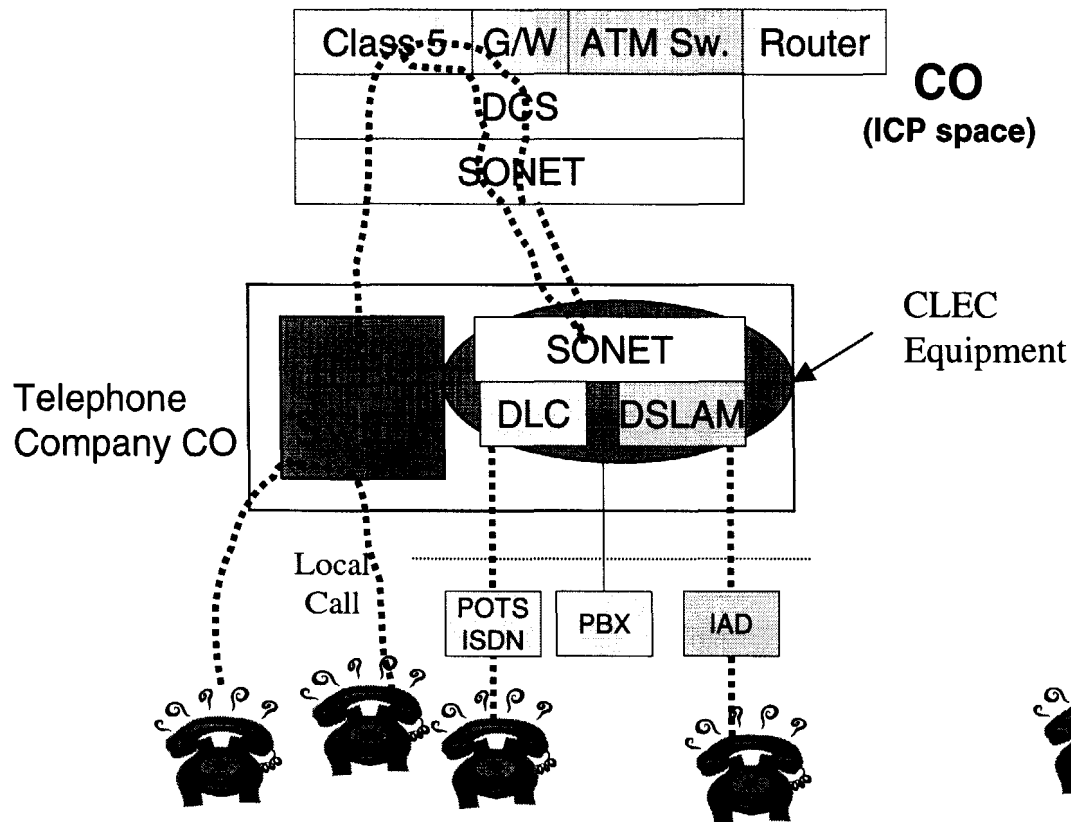 Class 5 G/W ATM Sw. Router
CO
(ICP space)
DCS
SONET
CLEC
Equipment
SONET
DLC DSLAM
Telephone
Company CO
Local
Call
POTS
ISDN
PBX
IAD